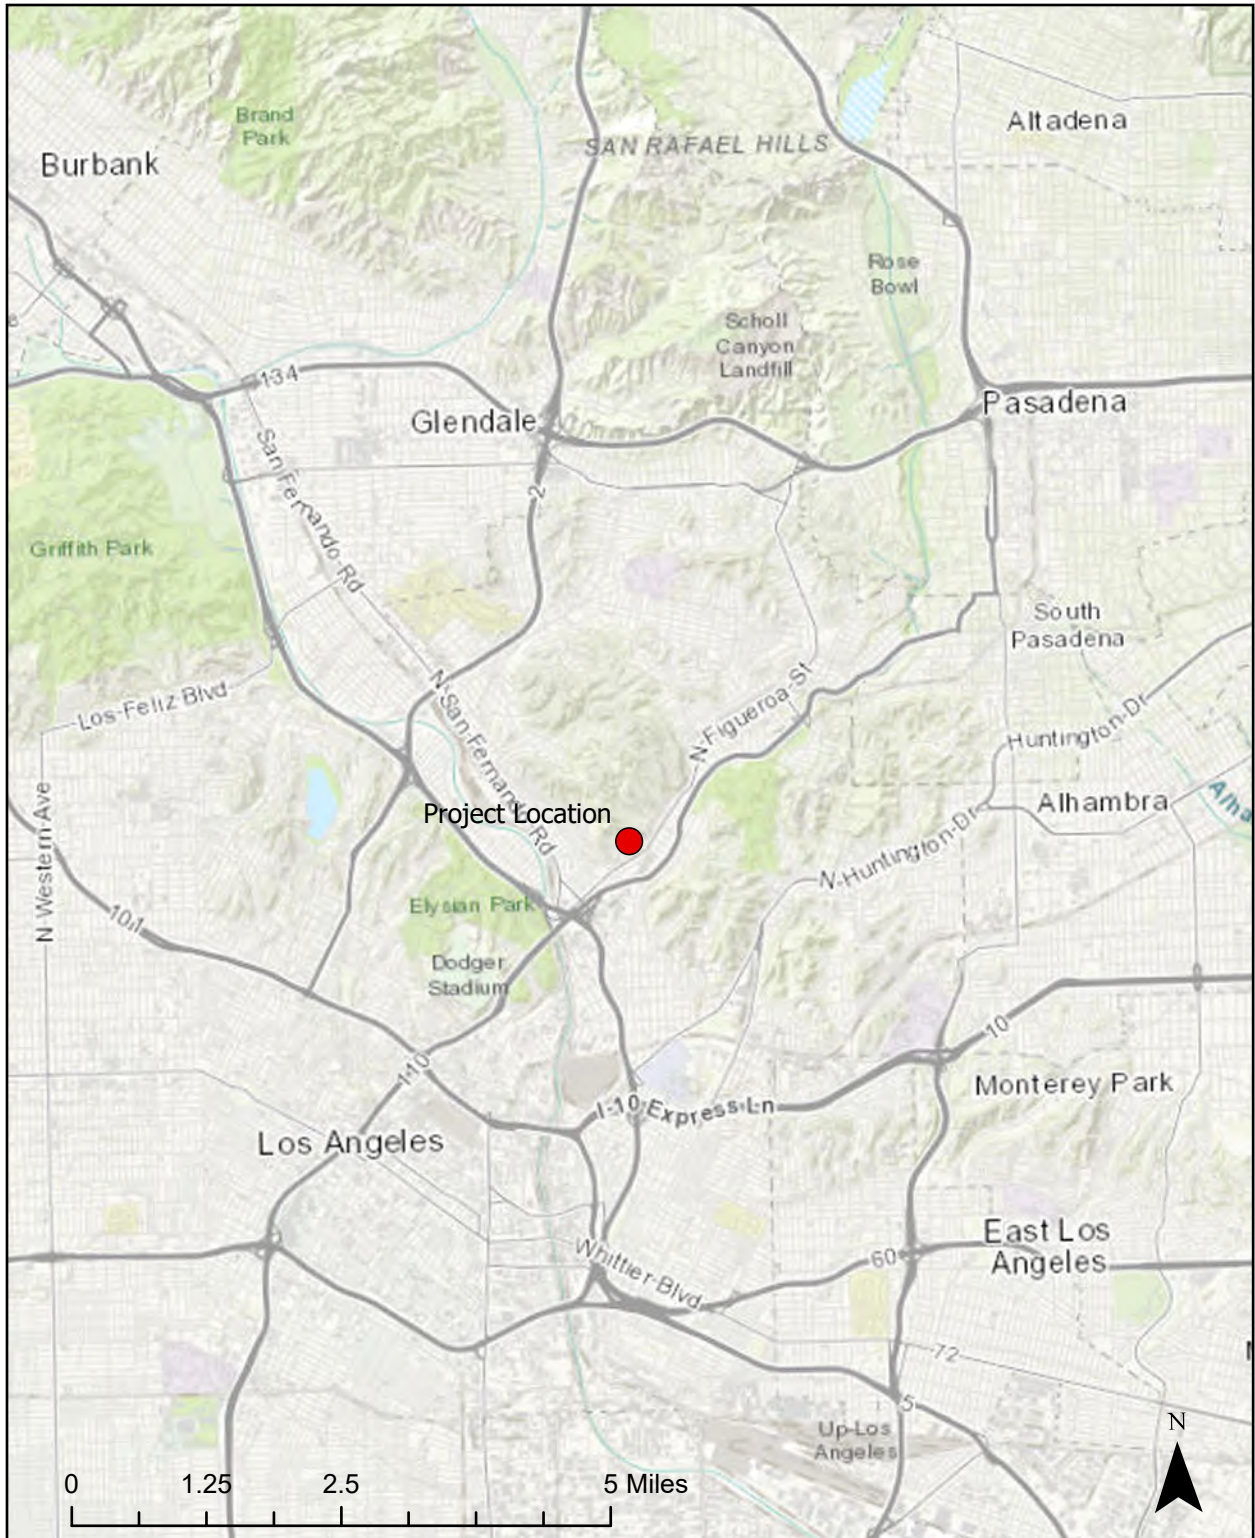 Altadena
Brand
Park
SAN RAFAEL HILLS
Burbank
Rose
Bowl
Scholl
Canyon
Landfill
134
Pasadena
Glendale
San Fernando Rd
2
Griffith Park
South
Pasadena
N San Fernando Rd
N Figueroa St
Los Feliz Blvd
Huntington Dr
N Western Ave
Alhambra
Alha
Project Location
N Huntington Dr
Elysian Park
101
Dodger
Stadium
10
110
Monterey Park
I-10 Express Ln
Los Angeles
East Los
Angeles
Whittier Blvd
60
72
5
Up-Los
Angeles
N
0 1.25 2.5 5 Miles